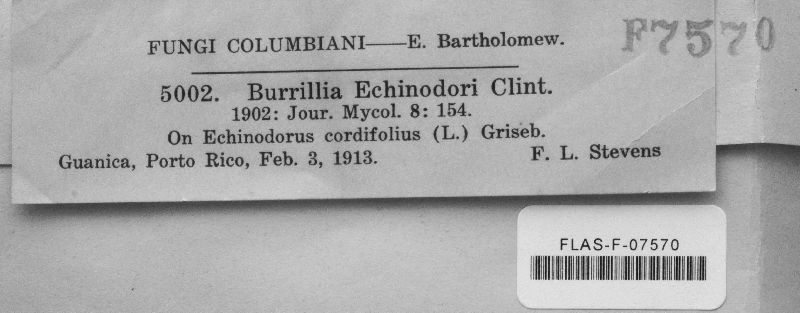 FUNGI COLUMBIANI——E. Bartholomew.
F7570
5002. Burrillia Echinodori Clint.
1902: Jour. Mycol. 8: 154.
On Echinodorus cordifolius (L.) Griseb.
Guanica, Porto Rico, Feb. 3, 1913. F. L. Stevens
FLAS-F-07570